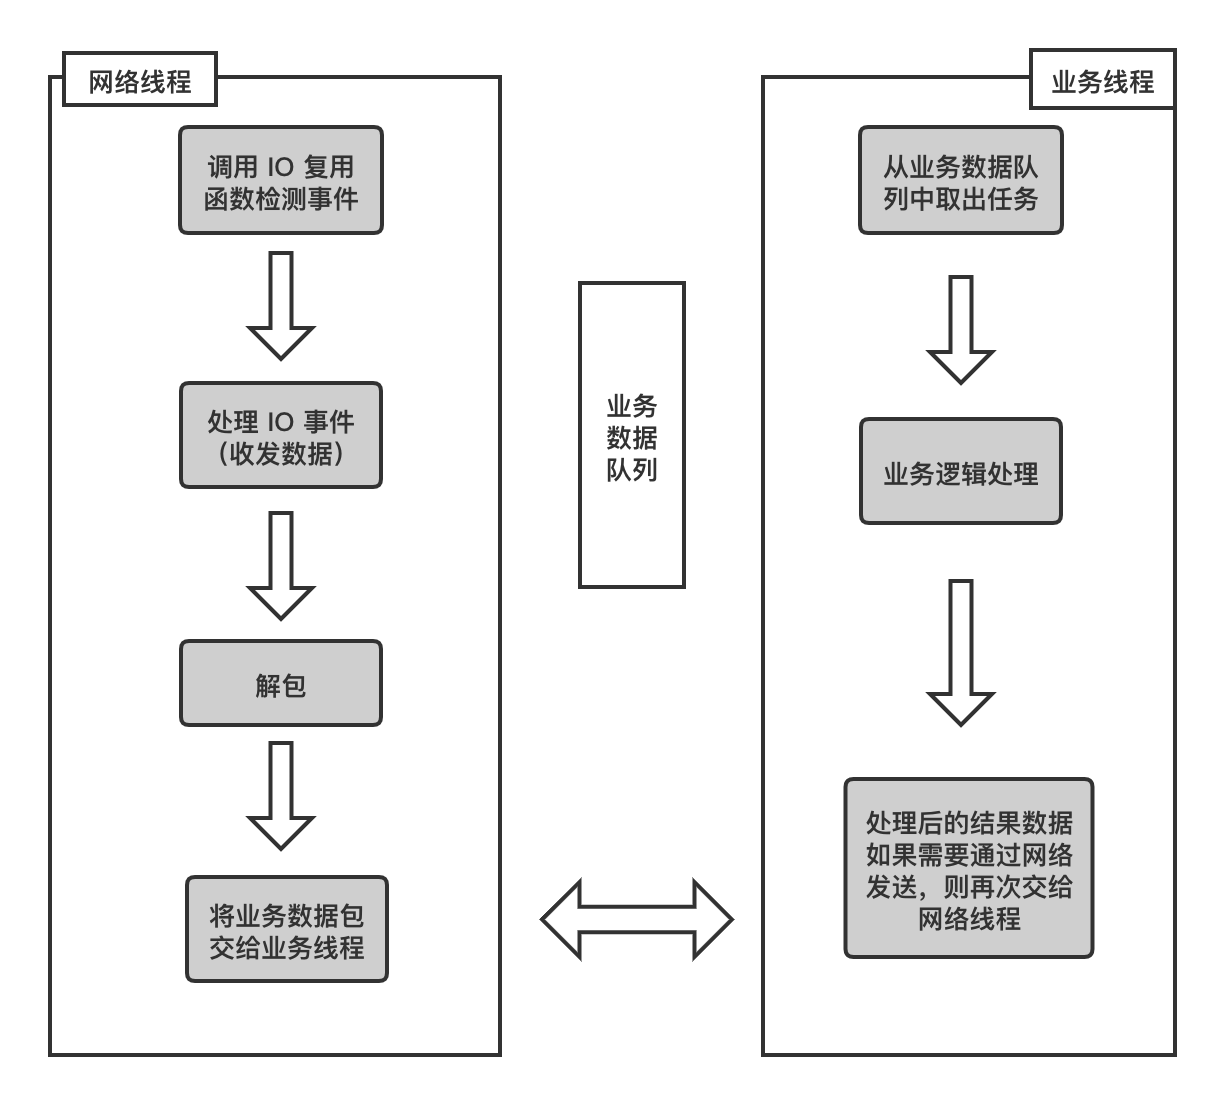 网络线程
调用 IO 复用
函数检测事件
处理 IO 事件
（收发数据）
解包
将业务数据包
交给业务线程
业务
数据
队列
业务线程
从业务数据队
列中取出任务
业务逻辑处理
处理后的结果数据
如果需要通过网络
发送，则再次交给
网络线程